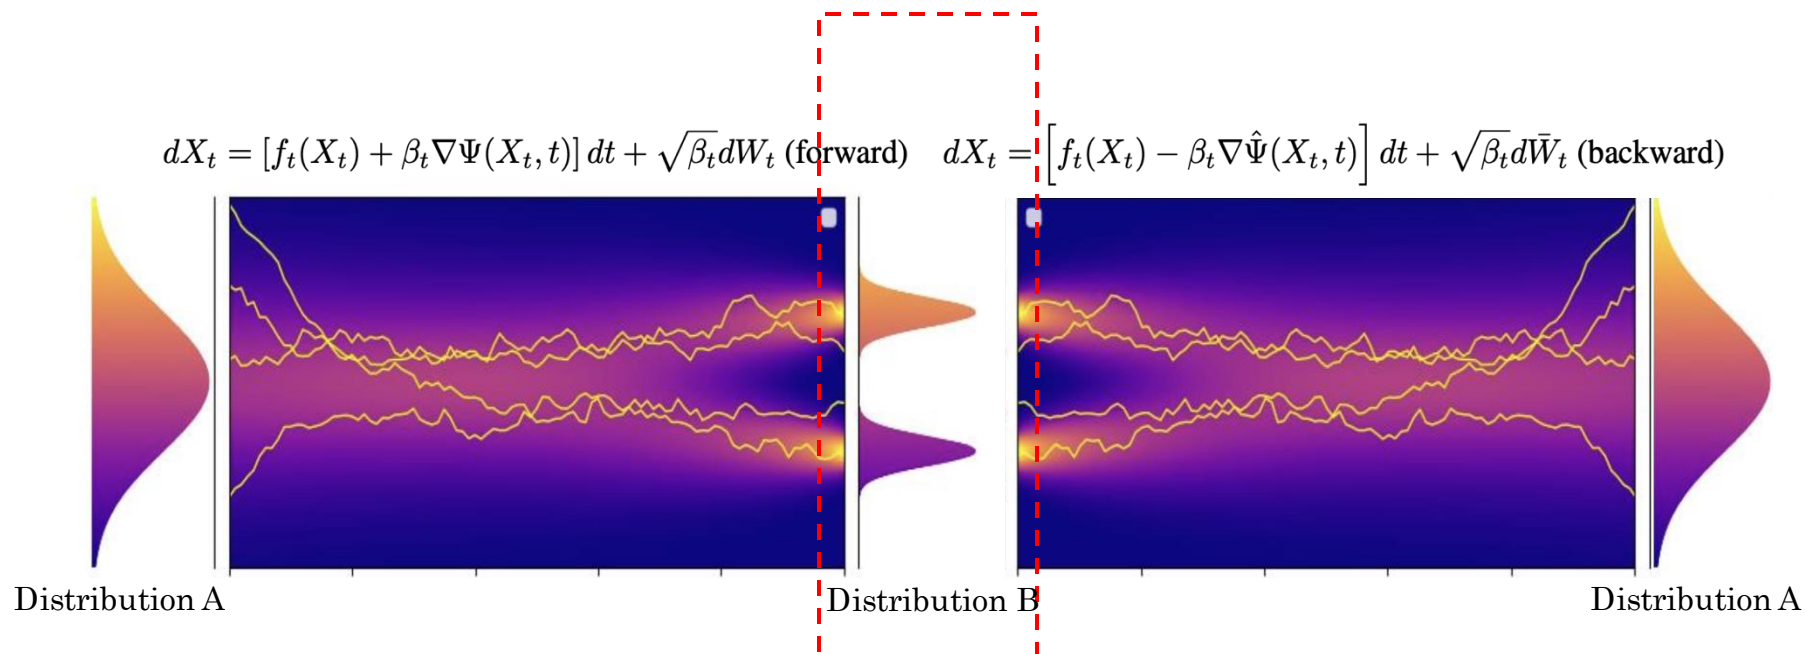 dX_t = [f_t(X_t) + β_t∇Ψ(X_t, t)] dt + √β_t dW_t (forward)
dX_t = [f_t(X_t) − β_t∇Ψ̂(X_t, t)] dt + √β_t dW̄_t (backward)
Distribution A
Distribution B
Distribution A